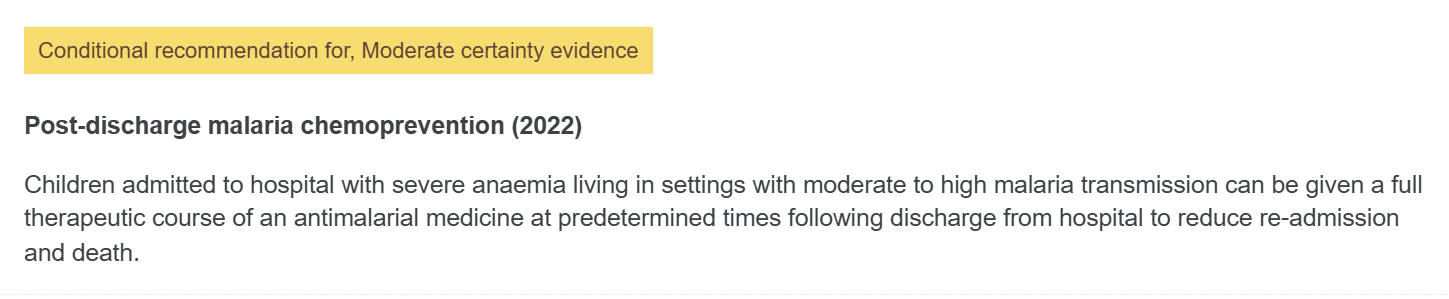 Conditional recommendation for, Moderate certainty evidence
Post-discharge malaria chemoprevention (2022)
Children admitted to hospital with severe anaemia living in settings with moderate to high malaria transmission can be given a full
therapeutic course of an antimalarial medicine at predetermined times following discharge from hospital to reduce re-admission
and death.